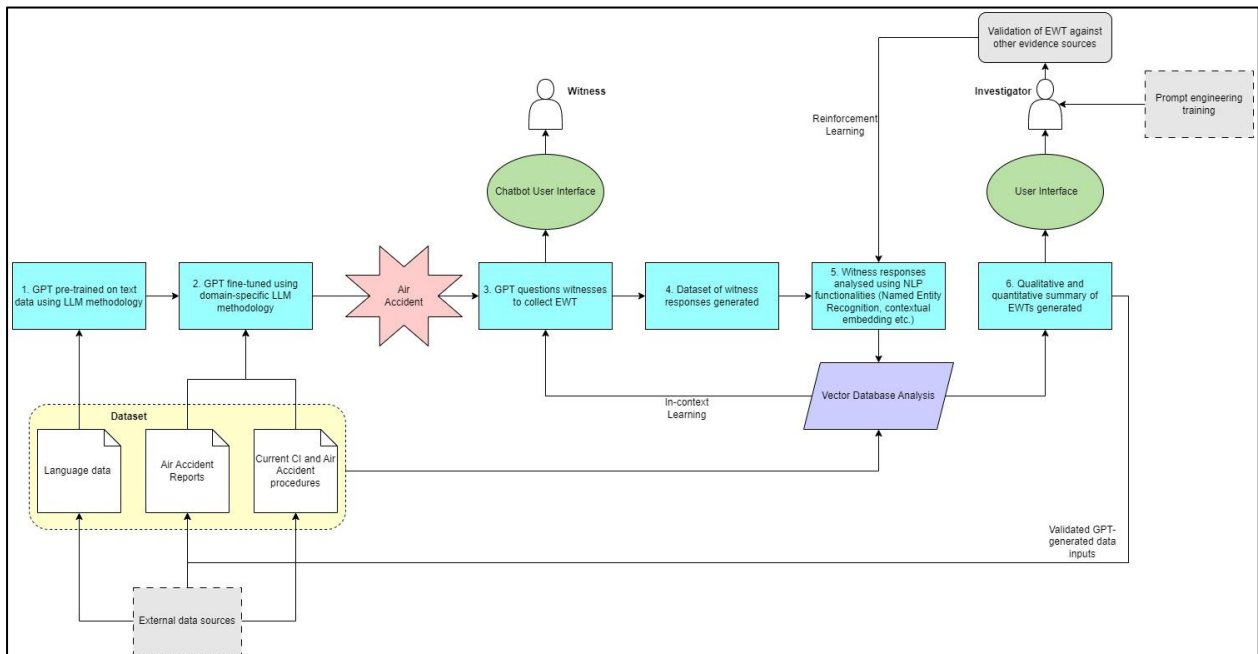 Validation of EWT against
other evidence sources
Witness
Investigator
Prompt engineering
training
Reinforcement
Learning
Chatbot User Interface
User Interface
1. GPT pre-trained on text
data using LLM methodology
2. GPT fine-tuned using
domain-specific LLM
methodology
Air
Accident
3. GPT questions witnesses
to collect EWT
4. Dataset of witness
responses generated
5. Witness responses
analysed using NLP
functionalities (Named Entity
Recognition, contextual
embedding etc.)
6. Qualitative and
quantitative summary of
EWTs generated
Vector Database Analysis
In-context
Learning
Dataset
Language data
Air Accident
Reports
Current CI and Air
Accident
procedures
Validated GPT-
generated data
inputs
External data sources